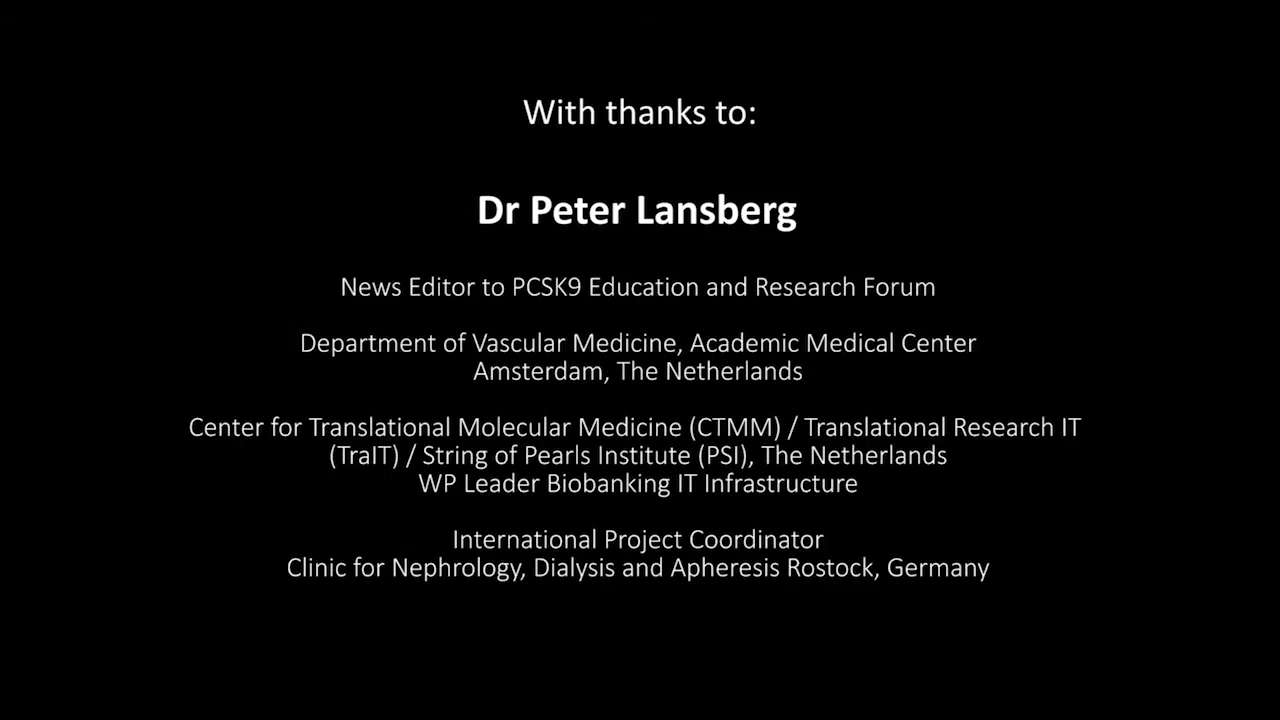 With thanks to:
Dr Peter Lansberg
News Editor to PCSK9 Education and Research Forum
Department of Vascular Medicine, Academic Medical Center
Amsterdam, The Netherlands
Center for Translational Molecular Medicine (CTMM) / Translational Research IT
(TraIT) / String of Pearls Institute (PSI), The Netherlands
WP Leader Biobanking IT Infrastructure
International Project Coordinator
Clinic for Nephrology, Dialysis and Apheresis Rostock, Germany